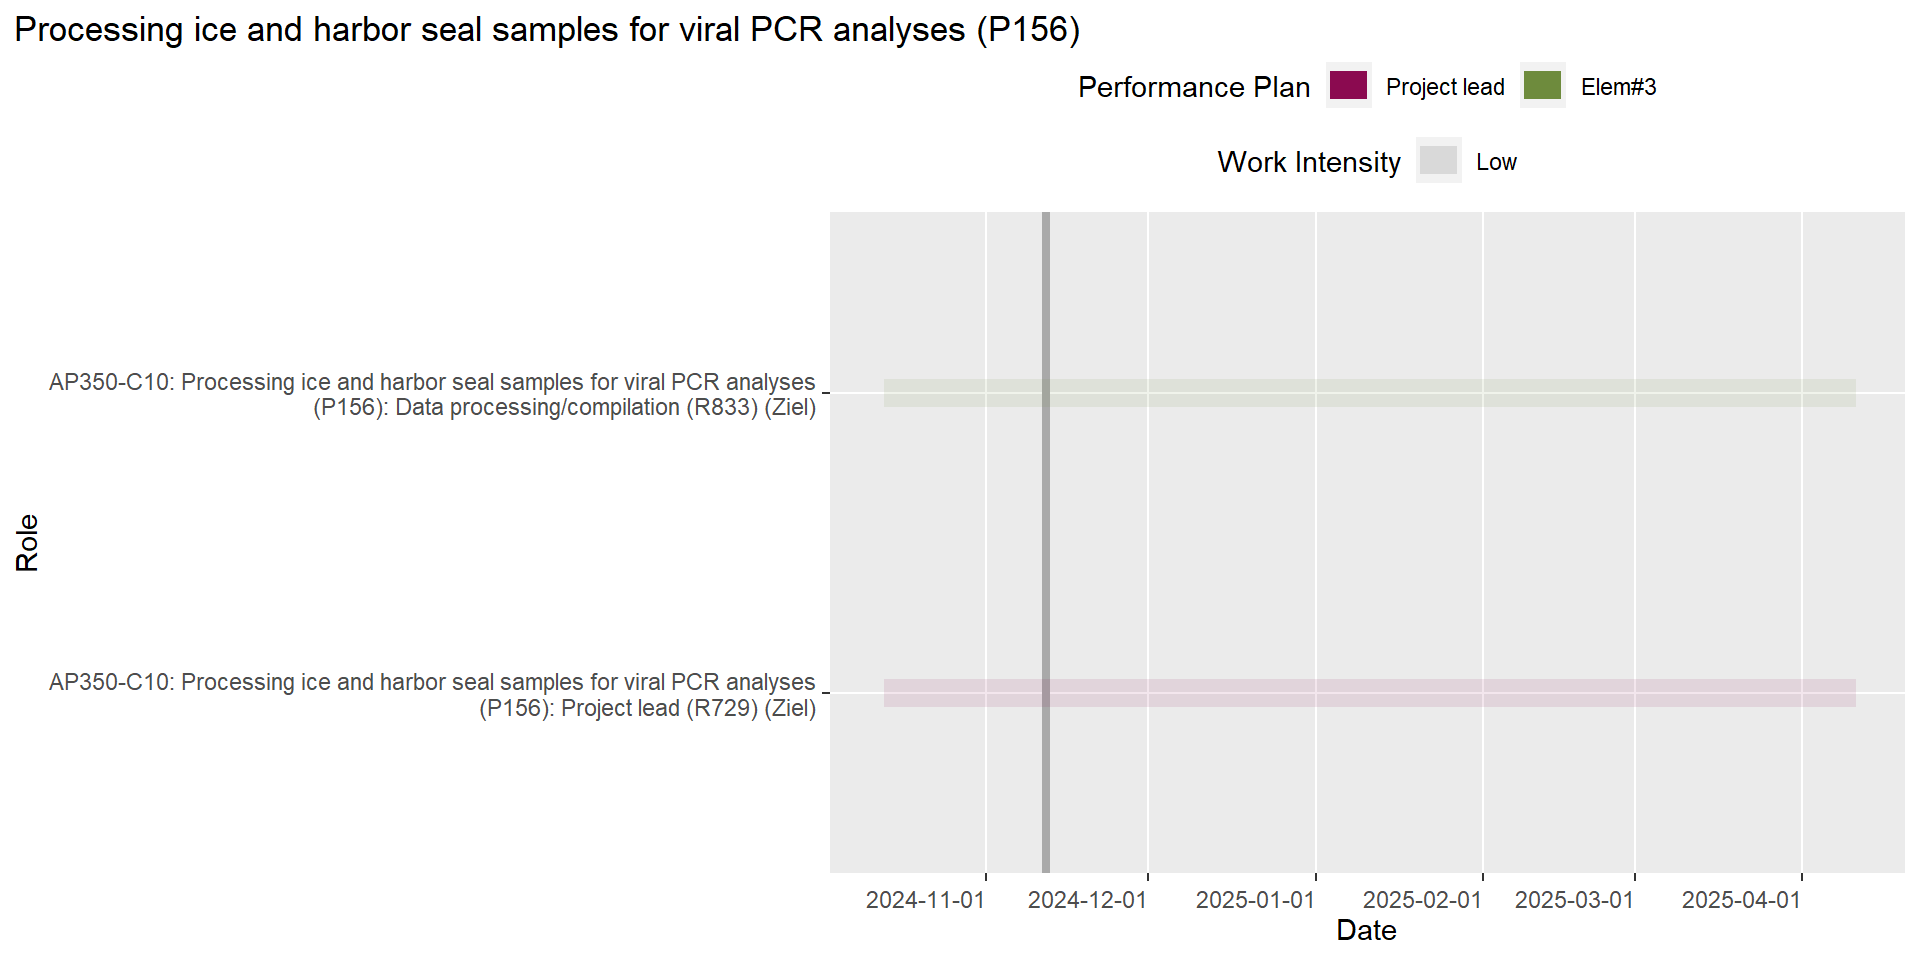 Processing ice and harbor seal samples for viral PCR analyses (P156)
Performance Plan Project lead Elem#3
Work Intensity Low
AP350-C10: Processing ice and harbor seal samples for viral PCR analyses
(P156): Data processing/compilation (R833) (Ziel)
Role
AP350-C10: Processing ice and harbor seal samples for viral PCR analyses
(P156): Project lead (R729) (Ziel)
2024-11-01 2024-12-01 2025-01-01 2025-02-01 2025-03-01 2025-04-01
Date